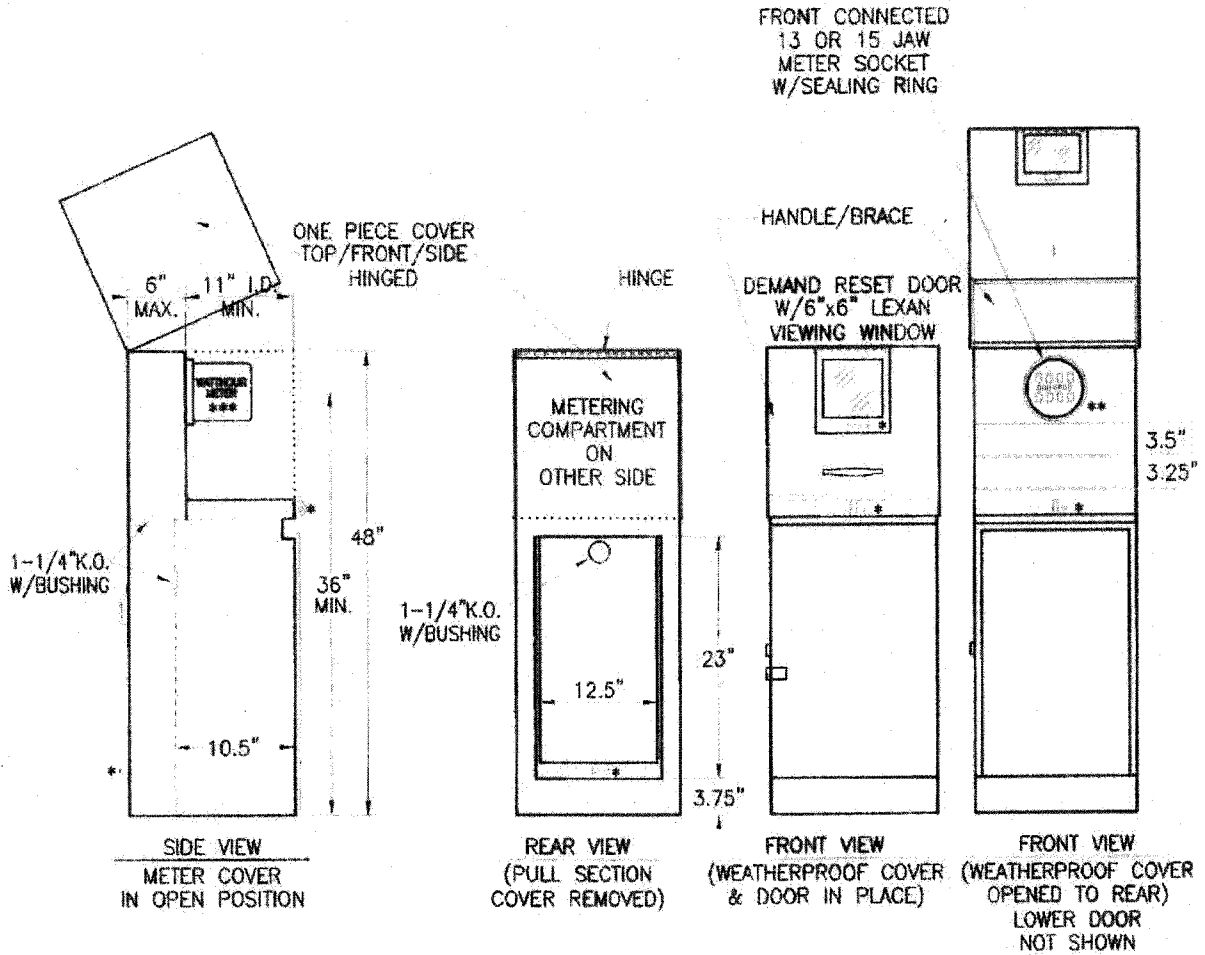 FRONT CONNECTED
13 OR 15 JAW
METER SOCKET
W/SEALING RING
ONE PIECE COVER
TOP/FRONT/SIDE
HINGED
HINGE
HANDLE/BRACE
DEMAND RESET DOOR
W/6"x6" LEXAN
VIEWING WINDOW
6"
MAX.
11" I.D.
MIN.
WATTHOUR
METER
***
METERING
COMPARTMENT
ON
OTHER SIDE
*
**
3.5"
3.25"
*
*
*
48"
36"
MIN.
1-1/4"K.O.
W/BUSHING
1-1/4"K.O.
W/BUSHING
23"
12.5"
10.5"
*
*
3.75"
SIDE VIEW
METER COVER
IN OPEN POSITION
REAR VIEW
(PULL SECTION
COVER REMOVED)
FRONT VIEW
(WEATHERPROOF COVER
& DOOR IN PLACE)
FRONT VIEW
(WEATHERPROOF COVER
OPENED TO REAR)
LOWER DOOR
NOT SHOWN